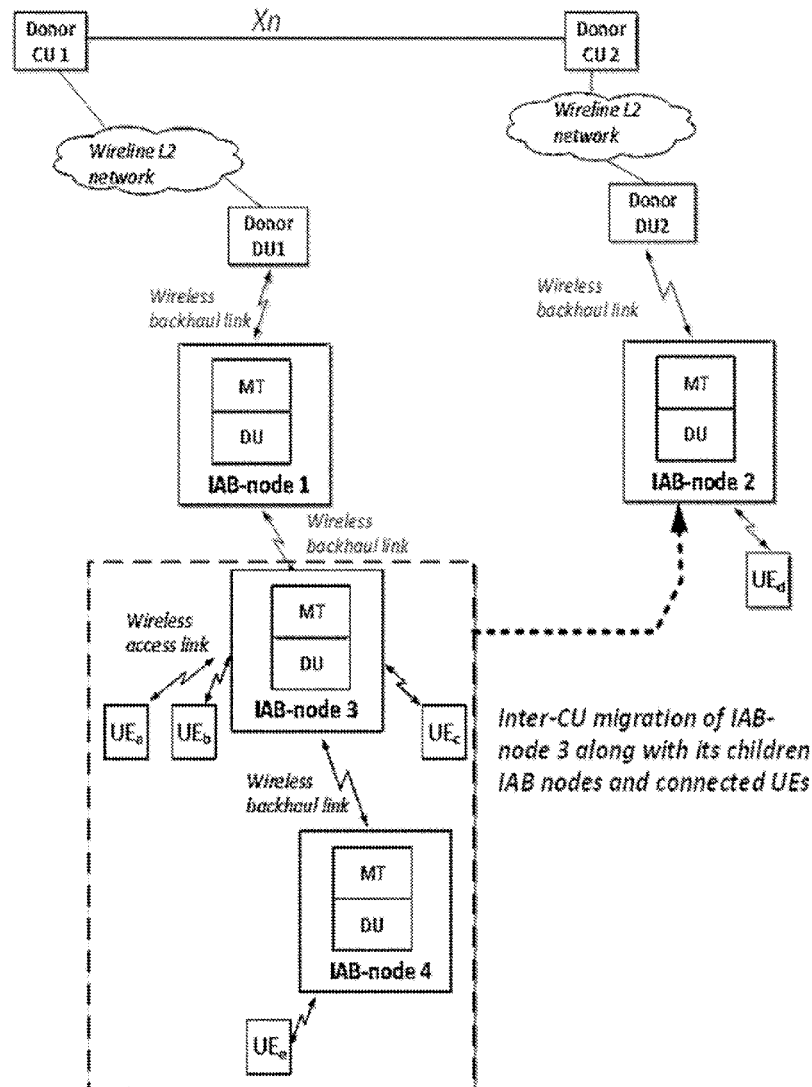 Xn
Donor
CU 1
Donor
CU 2
Wireline L2
network
Wireline L2
network
Donor
DU1
Donor
DU2
Wireless
backhaul link
Wireless
backhaul link
MT
DU
IAB-node 1
MT
DU
IAB-node 2
Wireless
backhaul link
UEd
MT
DU
IAB-node 3
Wireless
access link
UEa
UEb
UEc
Inter-CU migration of IAB-
node 3 along with its children
IAB nodes and connected UEs
Wireless
backhaul link
MT
DU
IAB-node 4
UEe